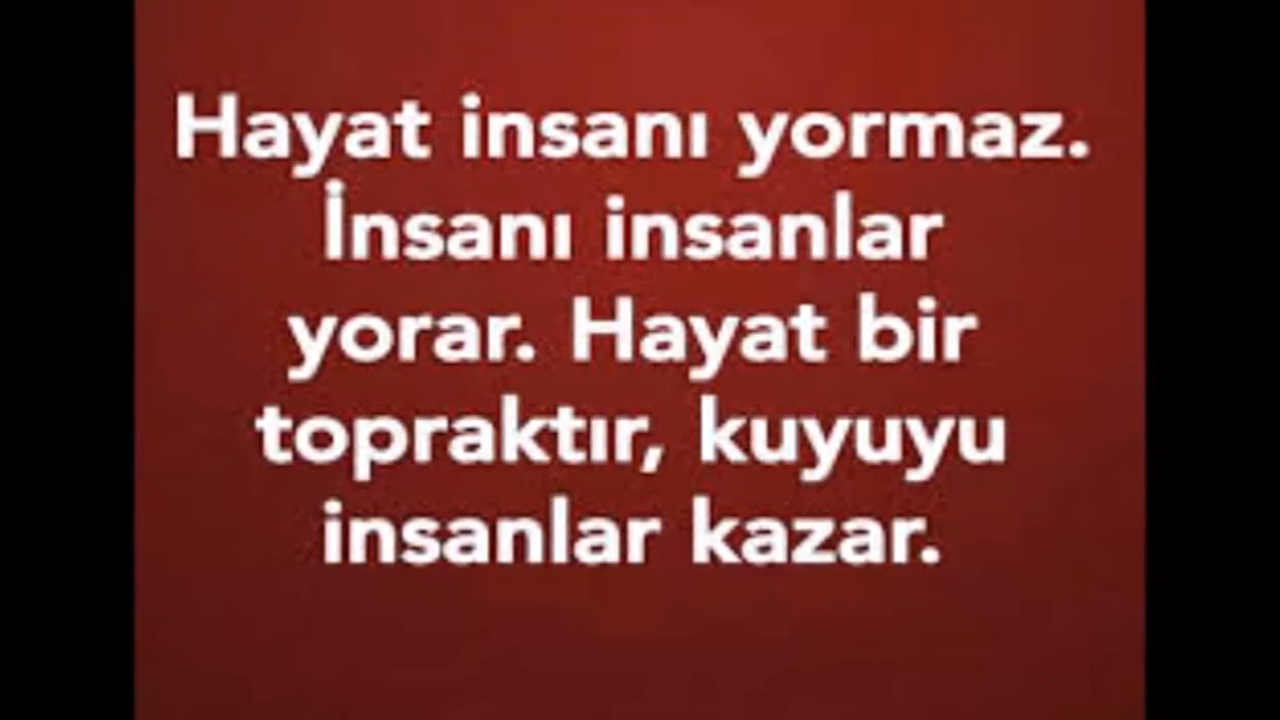 Hayat insanı yormaz.
İnsanı insanlar
yorar. Hayat bir
topraktır, kuyuyu
insanlar kazar.